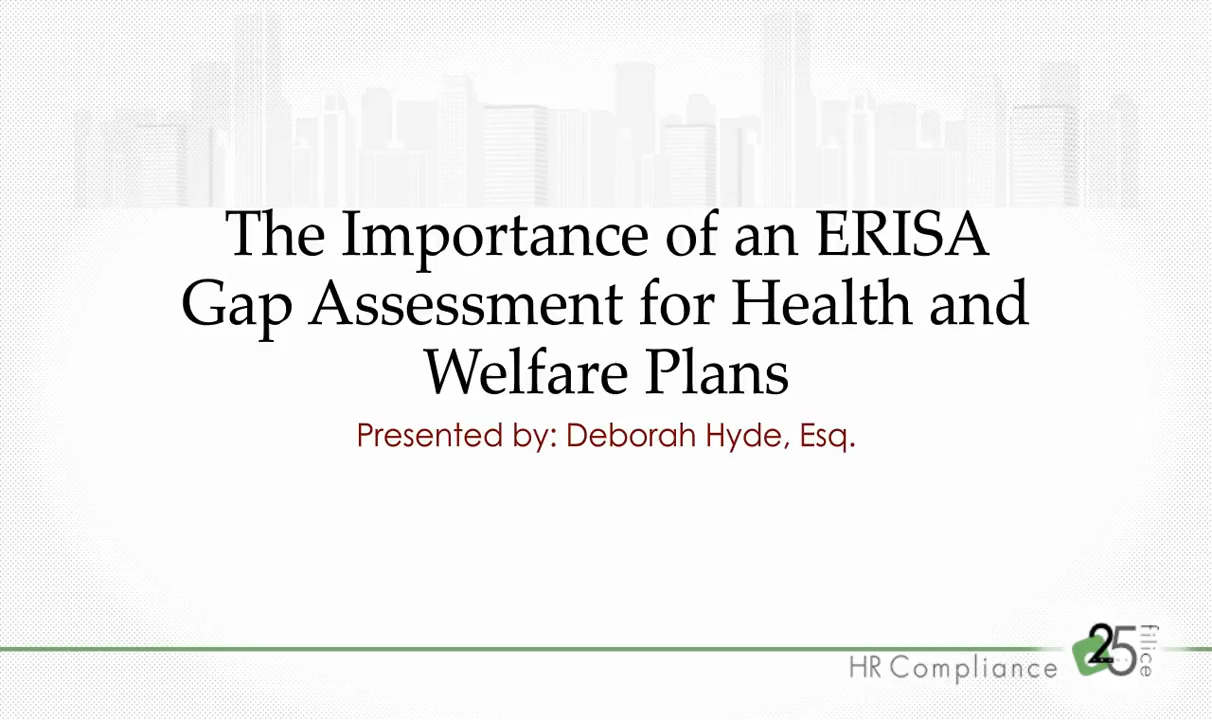 The Importance of an ERISA
Gap Assessment for Health and
Welfare Plans
Presented by: Deborah Hyde, Esq.
HR Compliance
25
filice